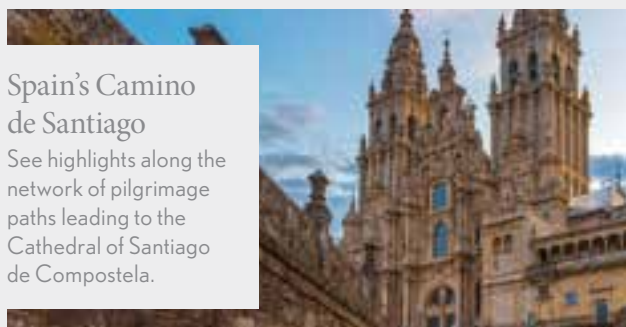 Spain's Camino
de Santiago
See highlights along the
network of pilgrimage
paths leading to the
Cathedral of Santiago
de Compostela.